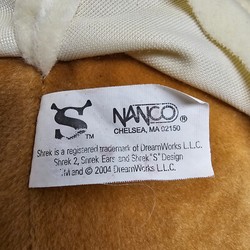 S™ NANCO
CHELSEA, MA 02150
Shrek is a registered trademark of DreamWorks L.L.C.
Shrek 2, Shrek Ears and Shrek "S" Design
TM and © 2004 DreamWorks L.L.C.